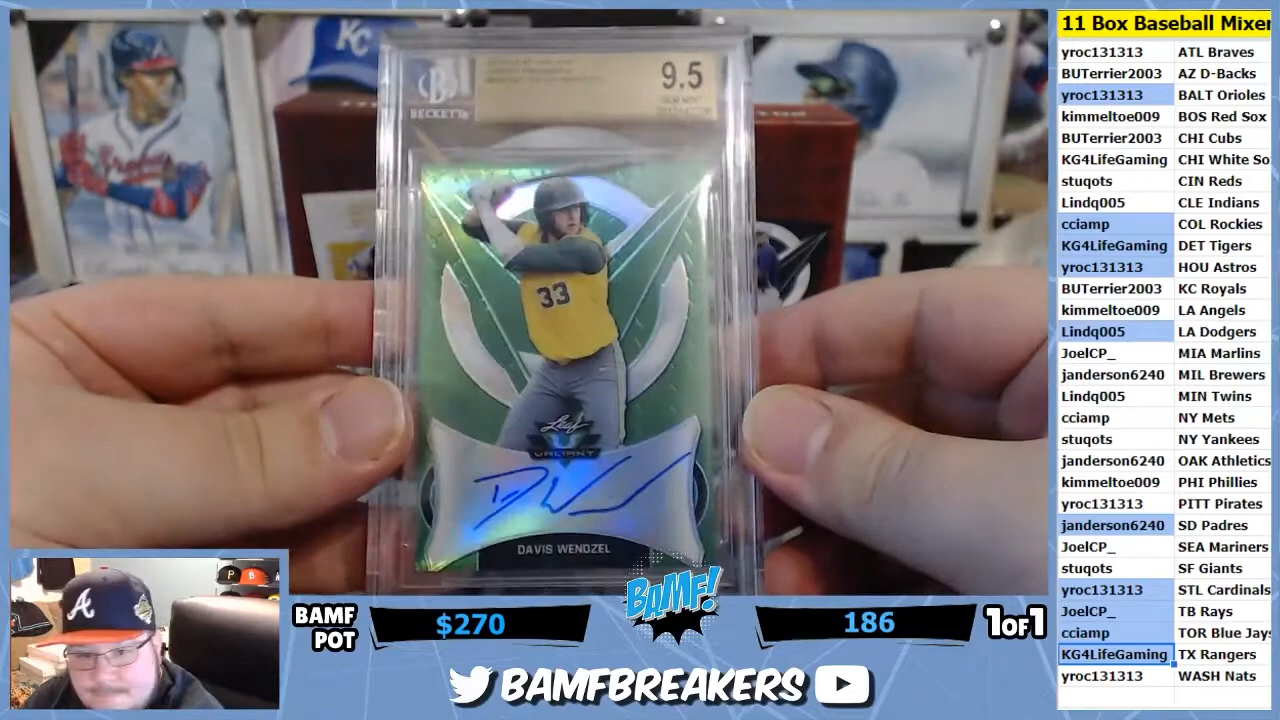 11 Box Baseball Mixer
yroc131313 ATL Braves
BUTerrier2003 AZ D-Backs
yroc131313 BALT Orioles
kimmeltoe009 BOS Red Sox
BUTerrier2003 CHI Cubs
KG4LifeGaming CHI White So
stuqots CIN Reds
Lindq005 CLE Indians
cciamp COL Rockies
KG4LifeGaming DET Tigers
yroc131313 HOU Astros
BUTerrier2003 KC Royals
kimmeltoe009 LA Angels
Lindq005 LA Dodgers
JoelCP_ MIA Marlins
janderson6240 MIL Brewers
Lindq005 MIN Twins
cciamp NY Mets
stuqots NY Yankees
janderson6240 OAK Athletics
kimmeltoe009 PHI Phillies
yroc131313 PITT Pirates
janderson6240 SD Padres
JoelCP_ SEA Mariners
stuqots SF Giants
yroc131313 STL Cardinals
JoelCP_ TB Rays
cciamp TOR Blue Jays
KG4LifeGaming TX Rangers
yroc131313 WASH Nats
KC
Braves
B
BECKETT
9.5
GEM MINT
33
Leaf
VALIANT
DAVIS WENDZEL
A
P
B
BAMF
POT
$270
BAMF!
186
1OF1
BAMFBREAKERS